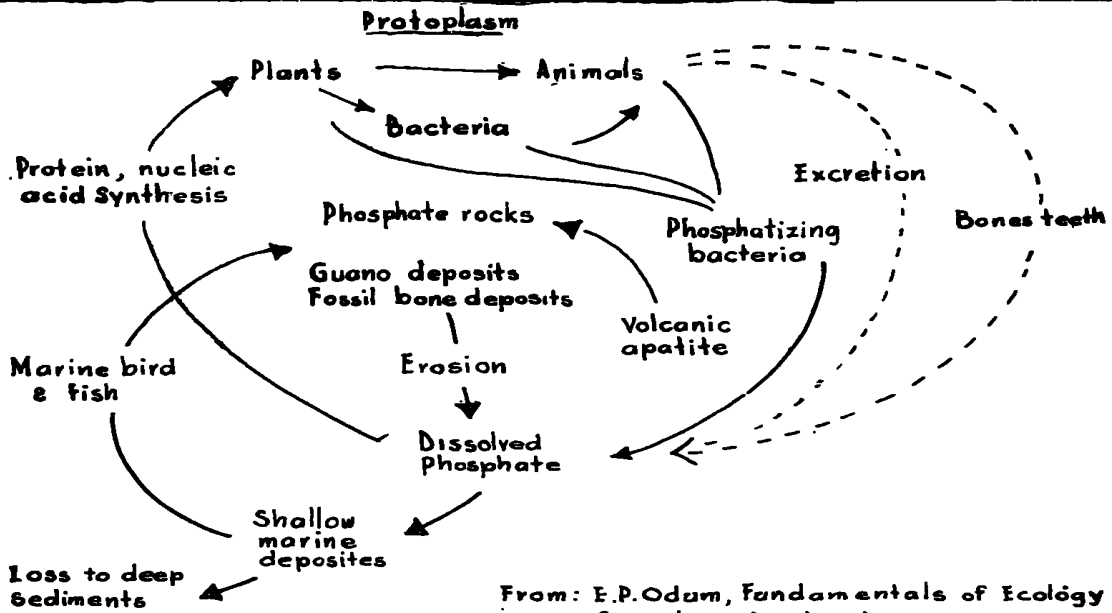 Protoplasm
Plants
Animals
Bacteria
Protein, nucleic
acid Synthesis
Excretion
Bones teeth
Phosphate rocks
Phosphatizing
bacteria
Guano deposits
Fossil bone deposits
Volcanic
apatite
Marine bird
& fish
Erosion
Dissolved
Phosphate
Shallow
marine
deposites
Loss to deep
sediments
From: E.P.Odum, Fundamentals of Ecology